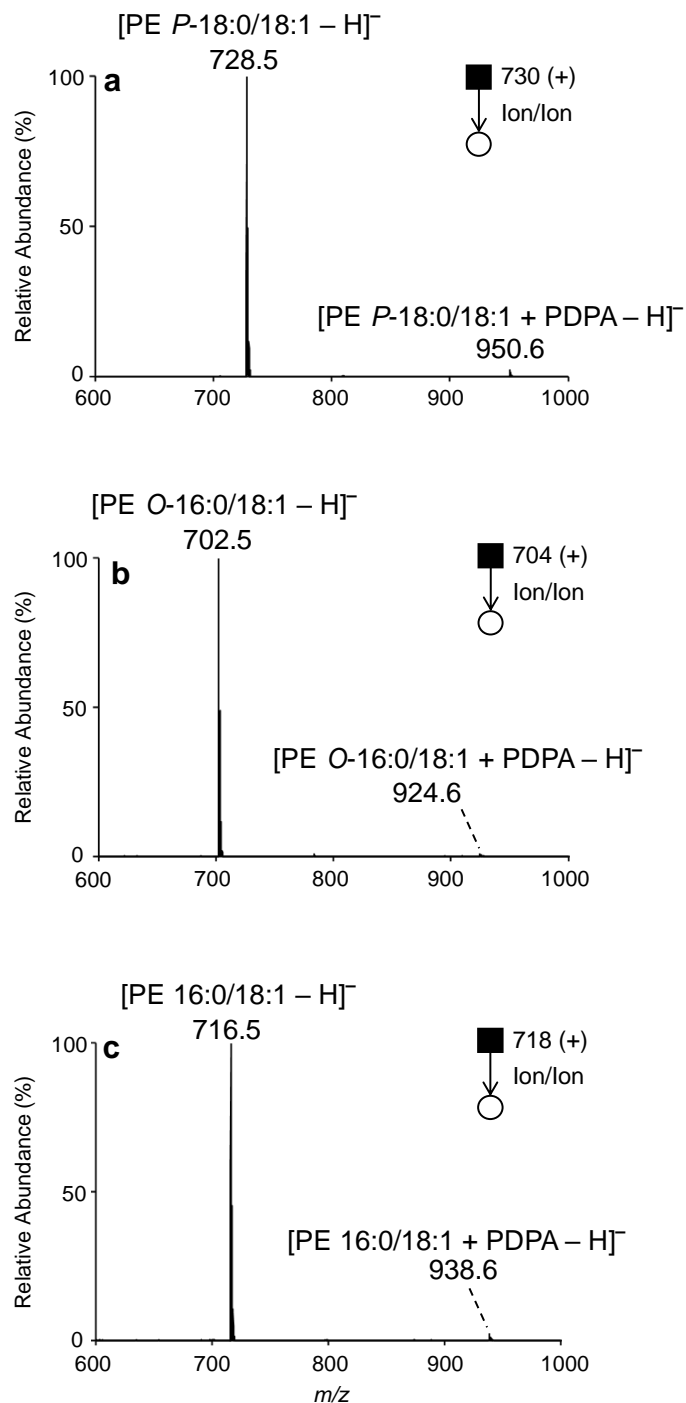 [PE P-18:0/18:1 – H]–
728.5
a
730 (+)
Ion/Ion
100
50
0
Relative Abundance (%)
[PE P-18:0/18:1 + PDPA – H]–
950.6
600 700 800 900 1000
[PE O-16:0/18:1 – H]–
702.5
b
704 (+)
Ion/Ion
100
50
0
Relative Abundance (%)
[PE O-16:0/18:1 + PDPA – H]–
924.6
600 700 800 900 1000
[PE 16:0/18:1 – H]–
716.5
c
718 (+)
Ion/Ion
100
50
0
Relative Abundance (%)
[PE 16:0/18:1 + PDPA – H]–
938.6
600 700 800 900 1000
m/z